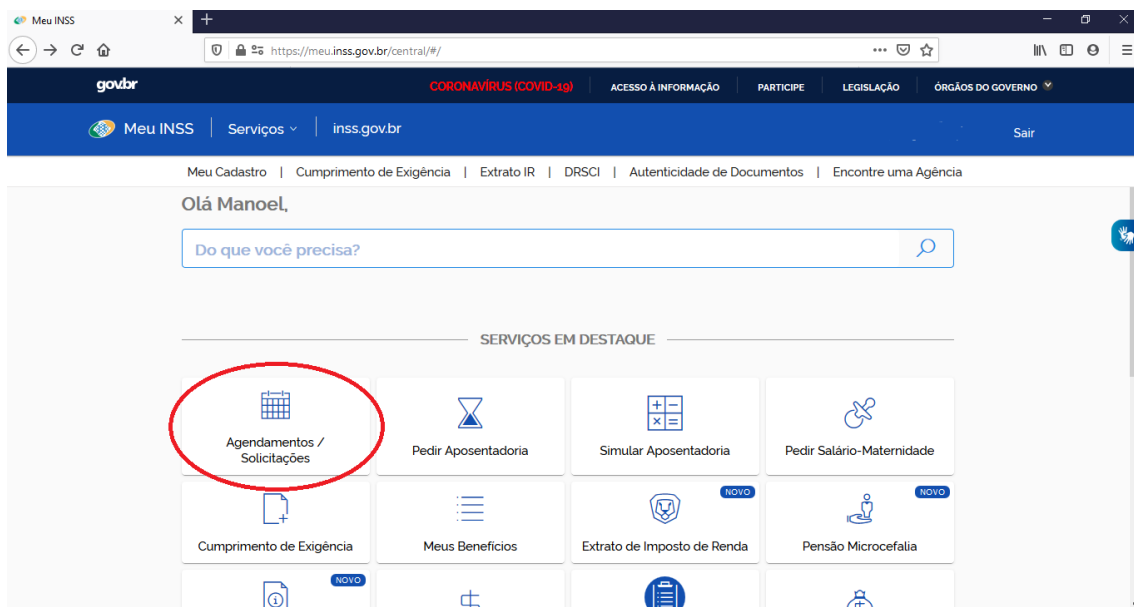 Meu INSS
https://meu.inss.gov.br/central/#/
gov.br
CORONAVÍRUS (COVID-19)
ACESSO À INFORMAÇÃO
PARTICIPE
LEGISLAÇÃO
ÓRGÃOS DO GOVERNO
Meu INSS
Serviços
inss.gov.br
Sair
Meu Cadastro | Cumprimento de Exigência | Extrato IR | DRSCI | Autenticidade de Documentos | Encontre uma Agência
Olá Manoel,
Do que você precisa?
SERVIÇOS EM DESTAQUE
Agendamentos /
Solicitações
Pedir Aposentadoria
Simular Aposentadoria
Pedir Salário-Maternidade
Cumprimento de Exigência
Meus Benefícios
NOVO
Extrato de Imposto de Renda
NOVO
Pensão Microcefalia
NOVO